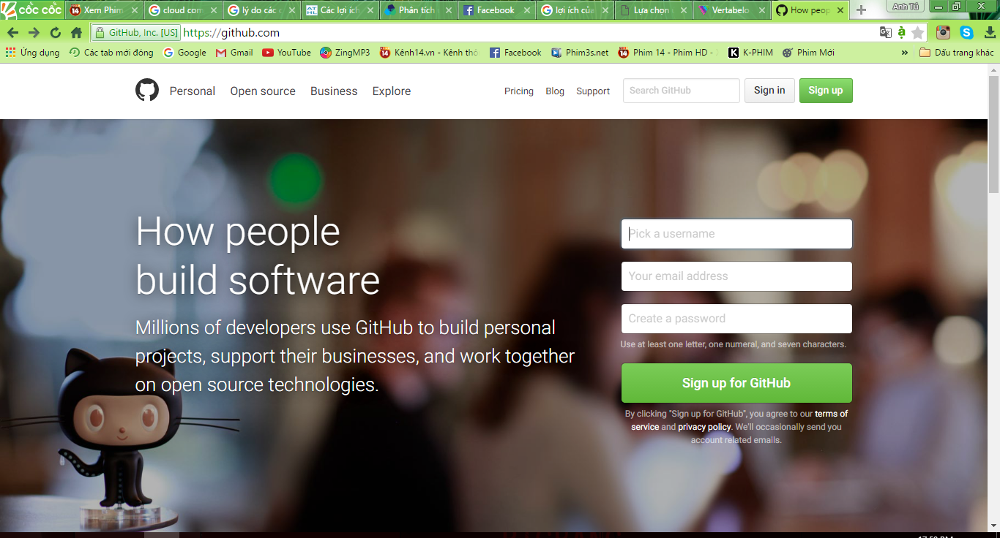 cốc cốc
Xem Phim
cloud com
lý do các c
Các lợi ích
Phân tích
Facebook
lợi ích của
Lựa chọn
Vertabelo
How peop
Anh Tú
GitHub, Inc. [US]
https://github.com
Ứng dụng
Các tab mới đóng
Google
Gmail
YouTube
ZingMP3
Kênh14.vn - Kênh thô
Facebook
Phim3s.net
Phim 14 - Phim HD -
K-PHIM
Phim Mới
»
Dấu trang khác
Personal
Open source
Business
Explore
Pricing
Blog
Support
Search GitHub
Sign in
Sign up
How people
build software
Millions of developers use GitHub to build personal
projects, support their businesses, and work together
on open source technologies.
Pick a username
Your email address
Create a password
Use at least one letter, one numeral, and seven characters.
Sign up for GitHub
By clicking "Sign up for GitHub", you agree to our terms of
service and privacy policy. We'll occasionally send you
account related emails.